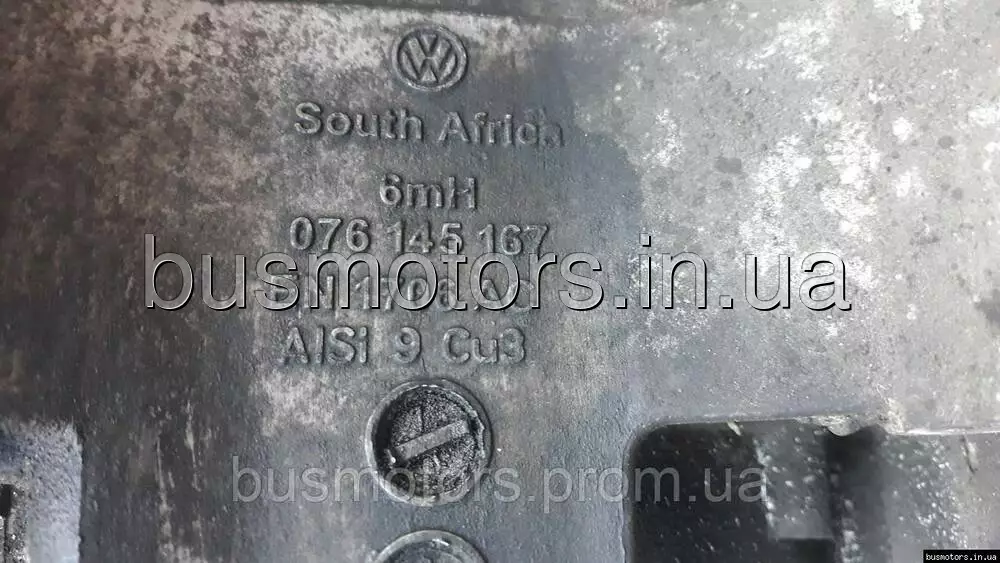 South Africa
6mH
076 145 167
busmotors.in.ua
AlSi 9 Cu3
busmotors.prom.ua
busmotors.in.ua